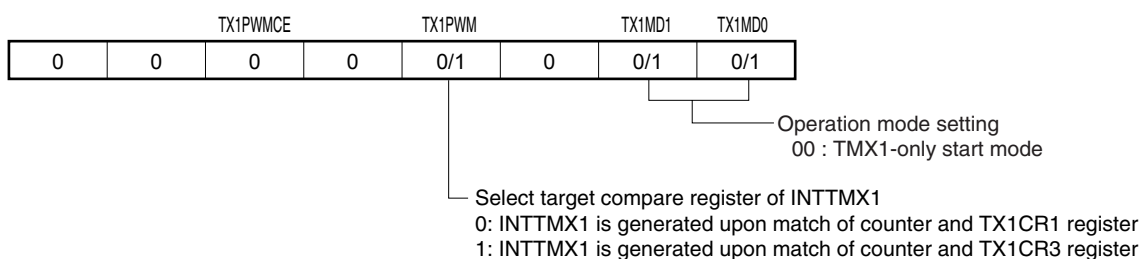 TX1PWMCE TX1PWM TX1MD1 TX1MD0
0 0 0 0 0/1 0 0/1 0/1
Operation mode setting
00 : TMX1-only start mode
Select target compare register of INTTMX1
0: INTTMX1 is generated upon match of counter and TX1CR1 register
1: INTTMX1 is generated upon match of counter and TX1CR3 register